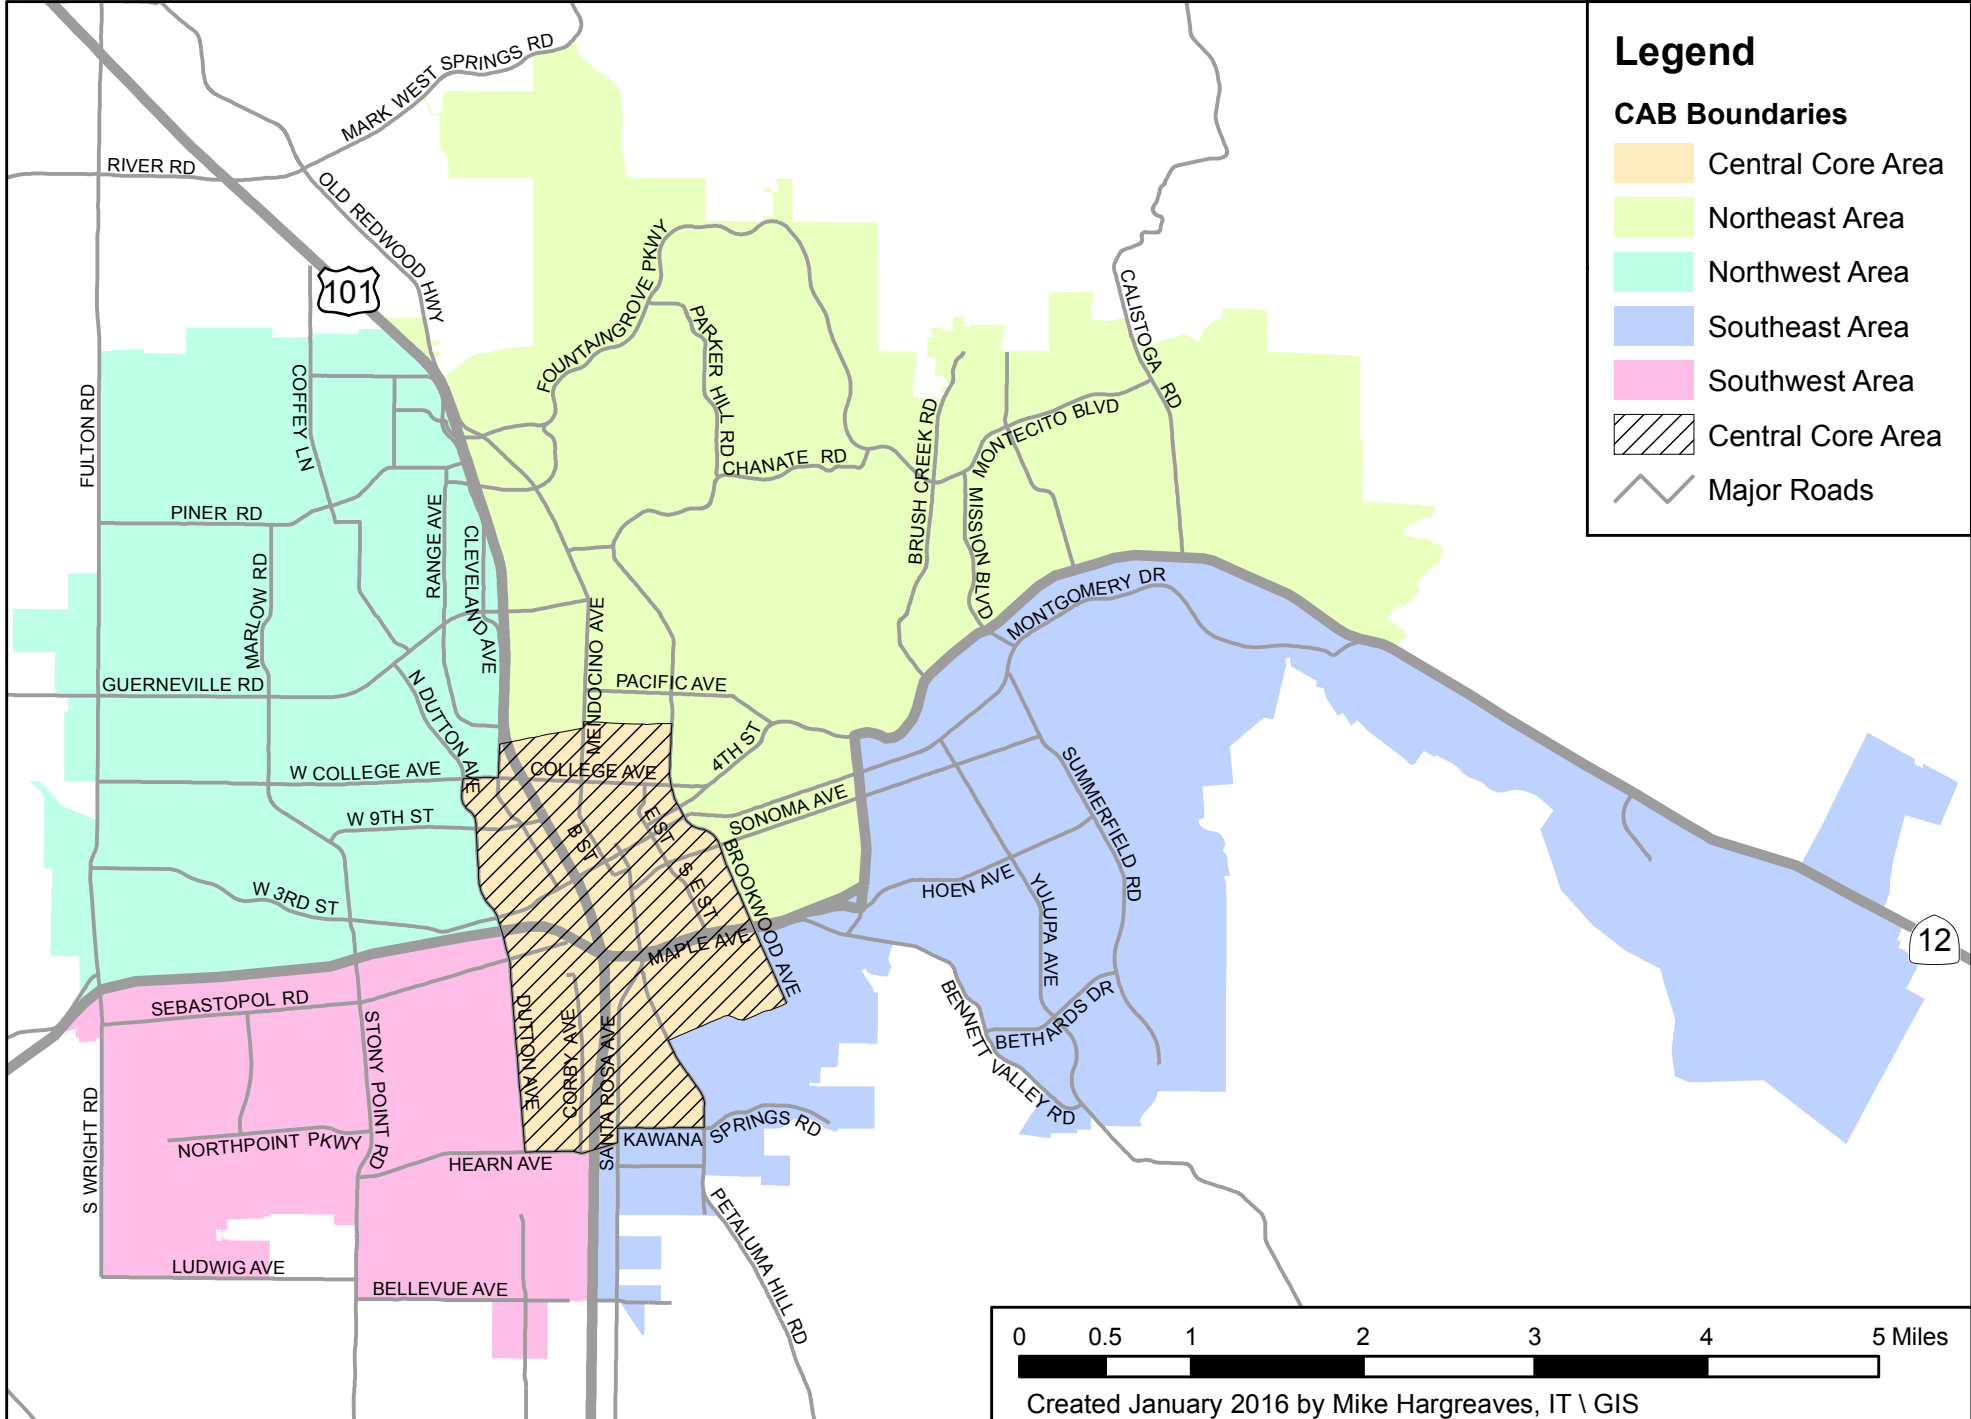 Legend
CAB Boundaries
Central Core Area
Northeast Area
Northwest Area
Southeast Area
Southwest Area
Central Core Area
Major Roads
MARK WEST SPRINGS RD
RIVER RD
OLD REDWOOD HWY
101
FOUNTAINGROVE PKWY
PARKER HILL RD
CALISTOGA RD
COFFEY LN
FULTON RD
BRUSH CREEK RD
MONTECITO BLVD
CHANATE RD
MISSION BLVD
PINER RD
RANGE AVE
CLEVELAND AVE
MARLOW RD
MENDOCINO AVE
MONTGOMERY DR
GUERNEVILLE RD
N DUTTON AVE
PACIFIC AVE
4TH ST
W COLLEGE AVE
COLLEGE AVE
SUMMERFIELD RD
W 9TH ST
B ST
E ST
SONOMA AVE
BROOKWOOD AVE
S E ST
W 3RD ST
HOEN AVE
YULUPA AVE
MAPLE AVE
12
SEBASTOPOL RD
DUTTON AVE
CORBY AVE
SANTA ROSA AVE
STONY POINT RD
BENNETT VALLEY RD
BETHARDS DR
S WRIGHT RD
NORTHPOINT PKWY
HEARN AVE
KAWANA SPRINGS RD
PETALUMA HILL RD
LUDWIG AVE
BELLEVUE AVE
0 0.5 1 2 3 4 5 Miles
Created January 2016 by Mike Hargreaves, IT \ GIS